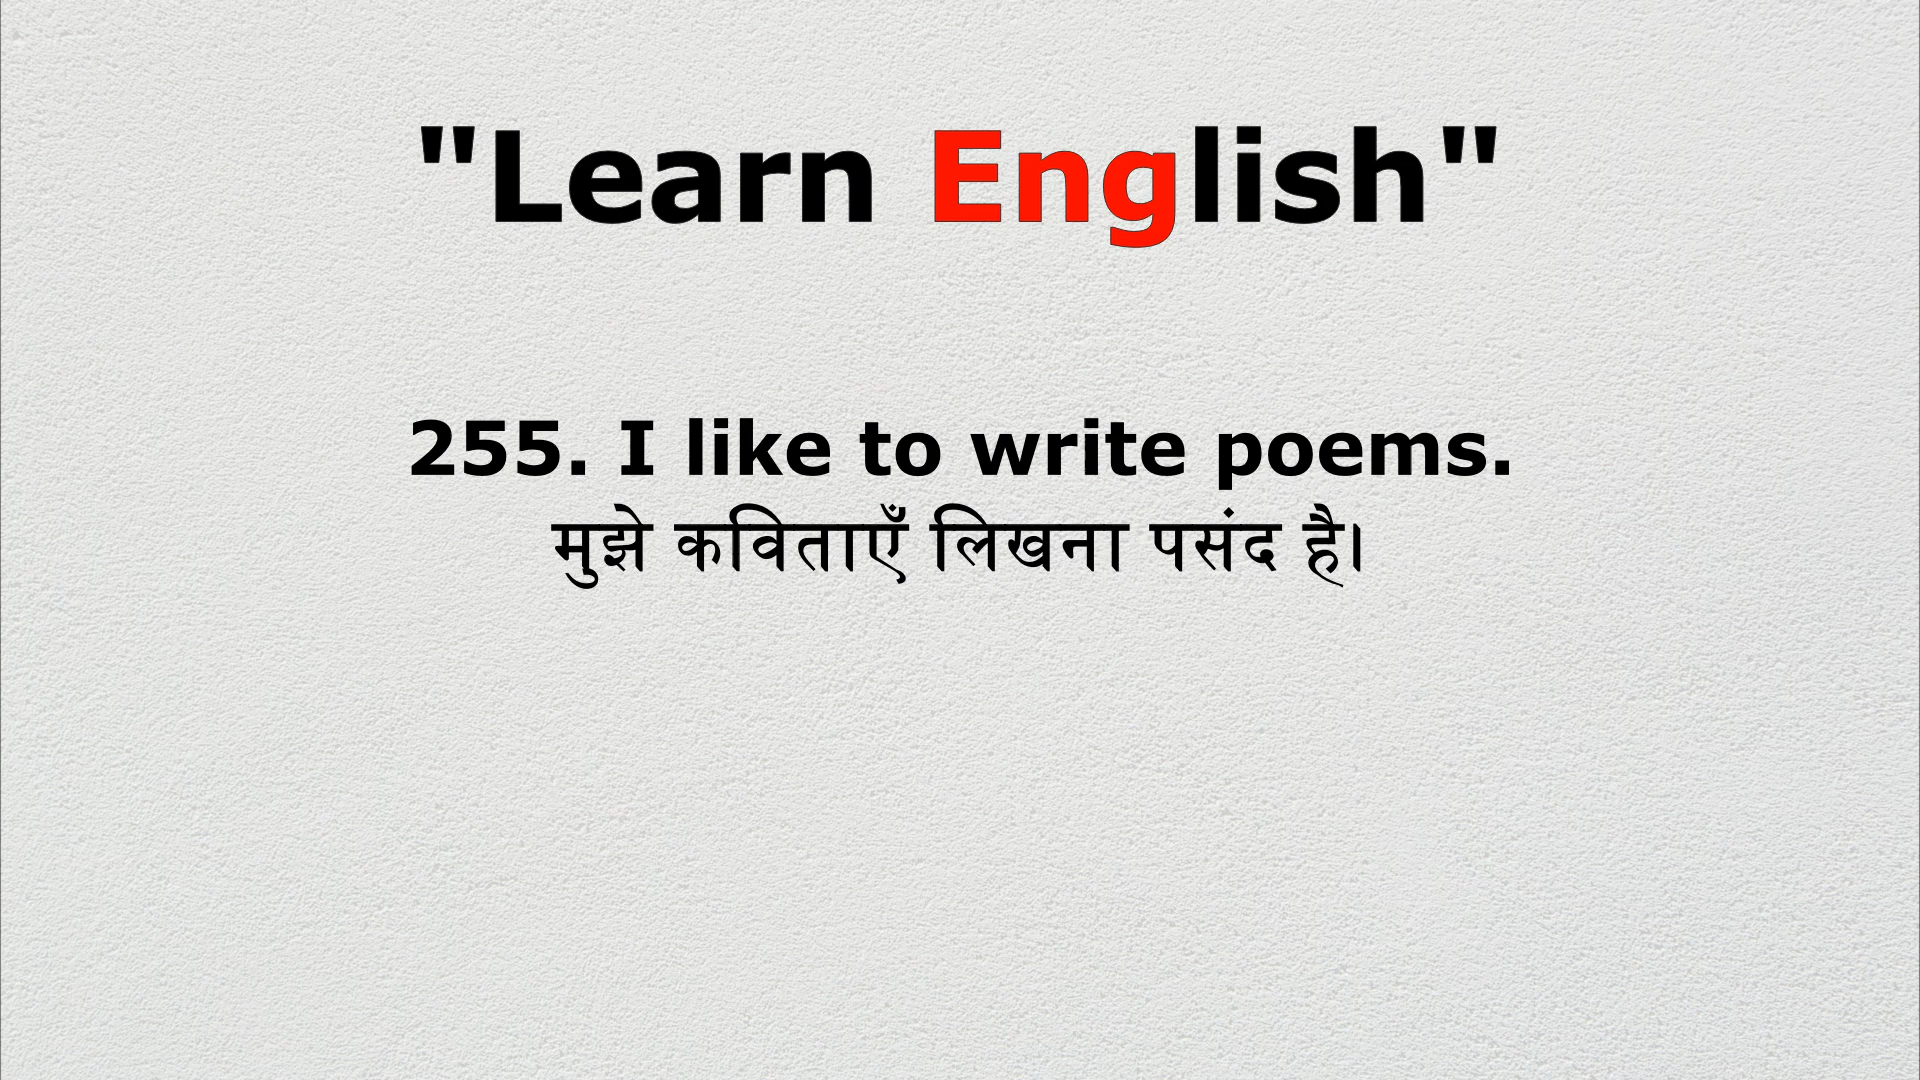 "Learn English"
255. I like to write poems.
मुझे कविताएँ लिखना पसंद है।